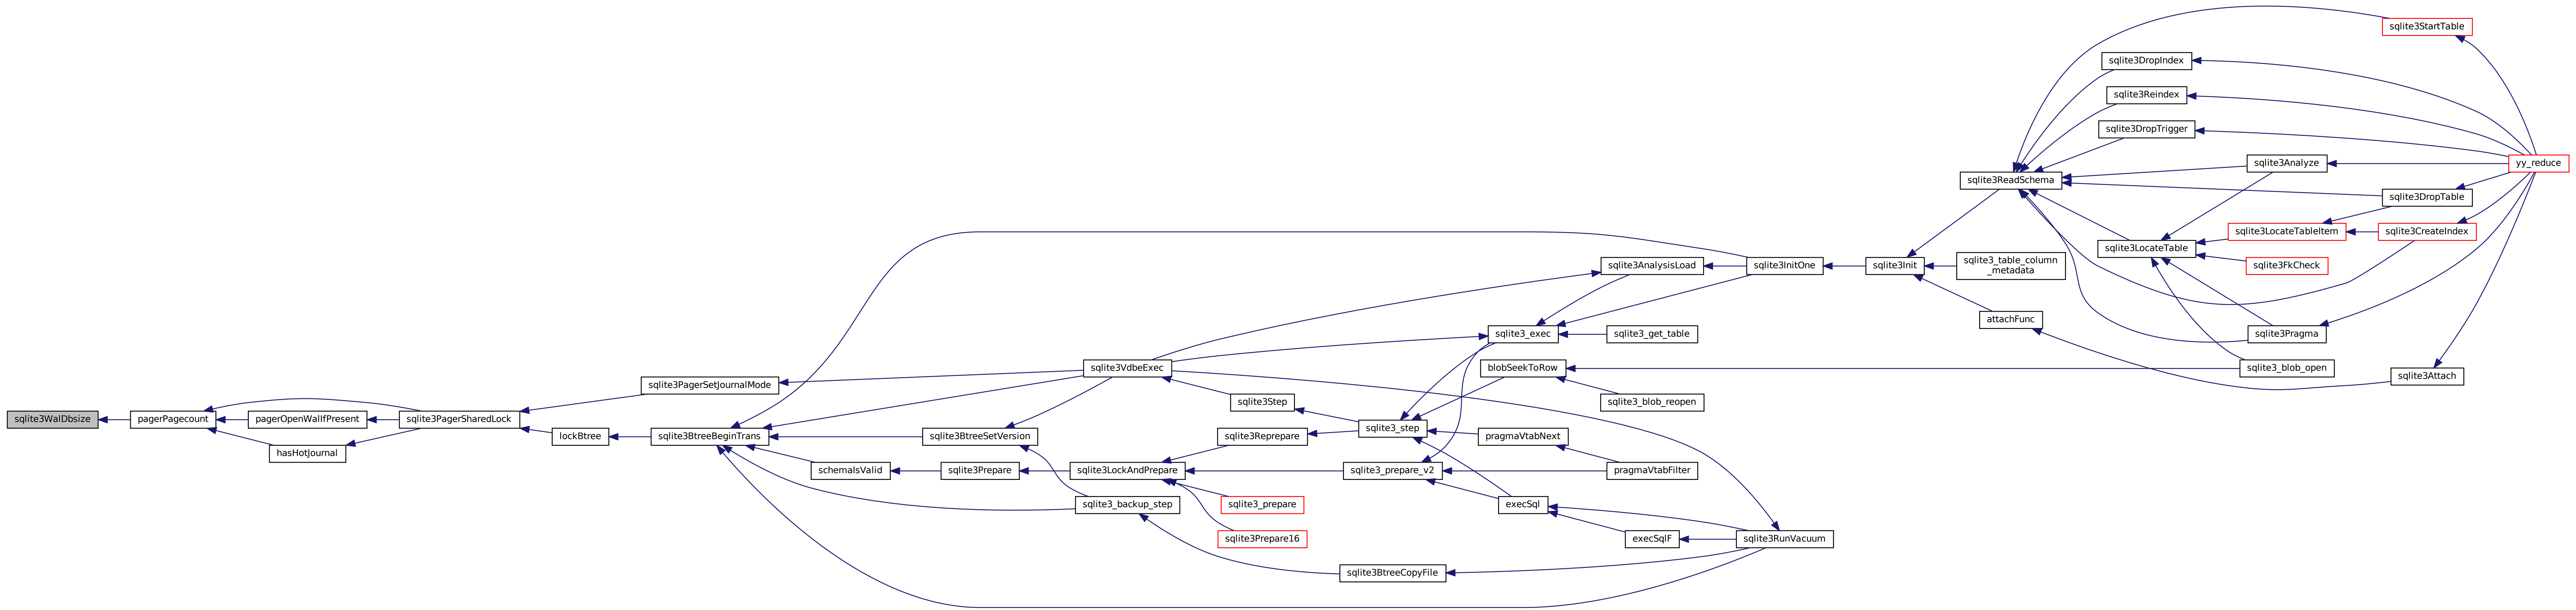 sqlite3WalDbsize
pagerPagecount
pagerOpenWalIfPresent
hasHotJournal
sqlite3PagerSharedLock
sqlite3PagerSetJournalMode
lockBtree
sqlite3BtreeBeginTrans
schemaIsValid
sqlite3BtreeSetVersion
sqlite3Prepare
sqlite3VdbeExec
sqlite3LockAndPrepare
sqlite3_backup_step
sqlite3Step
sqlite3Reprepare
sqlite3_prepare
sqlite3Prepare16
sqlite3_step
sqlite3_prepare_v2
sqlite3BtreeCopyFile
sqlite3_exec
blobSeekToRow
pragmaVtabNext
execSql
sqlite3AnalysisLoad
sqlite3_get_table
sqlite3_blob_reopen
pragmaVtabFilter
execSqlF
sqlite3InitOne
sqlite3RunVacuum
sqlite3Init
sqlite3ReadSchema
sqlite3_table_column
_metadata
attachFunc
sqlite3DropIndex
sqlite3Reindex
sqlite3DropTrigger
sqlite3LocateTable
sqlite3Analyze
sqlite3LocateTableItem
sqlite3FkCheck
sqlite3Pragma
sqlite3_blob_open
sqlite3StartTable
sqlite3DropTable
sqlite3CreateIndex
sqlite3Attach
yy_reduce